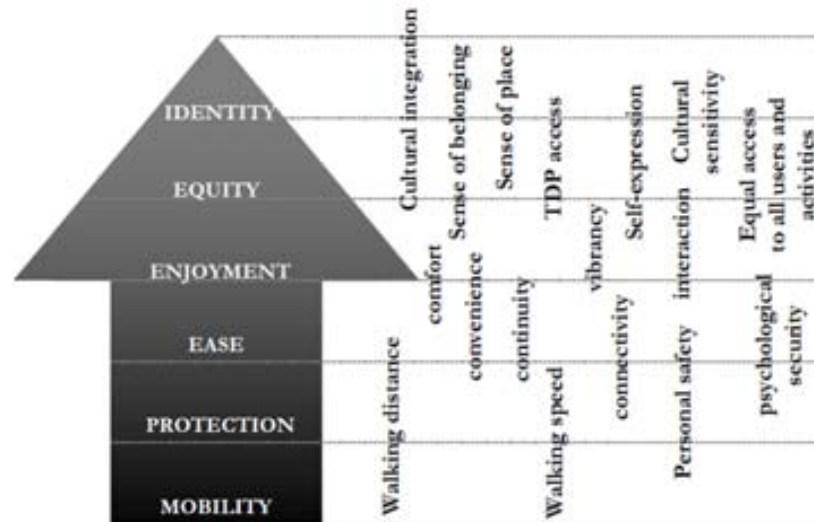 IDENTITY
EQUITY
ENJOYMENT
EASE
PROTECTION
MOBILITY
Cultural integration
Sense of belonging
Sense of place
TDP access
Self-expression
Cultural
sensitivity
Equal access
to all users and
activities
comfort
convenience
continuity
vibrancy
connectivity
interaction
psychological
security
Walking distance
Walking speed
Personal safety